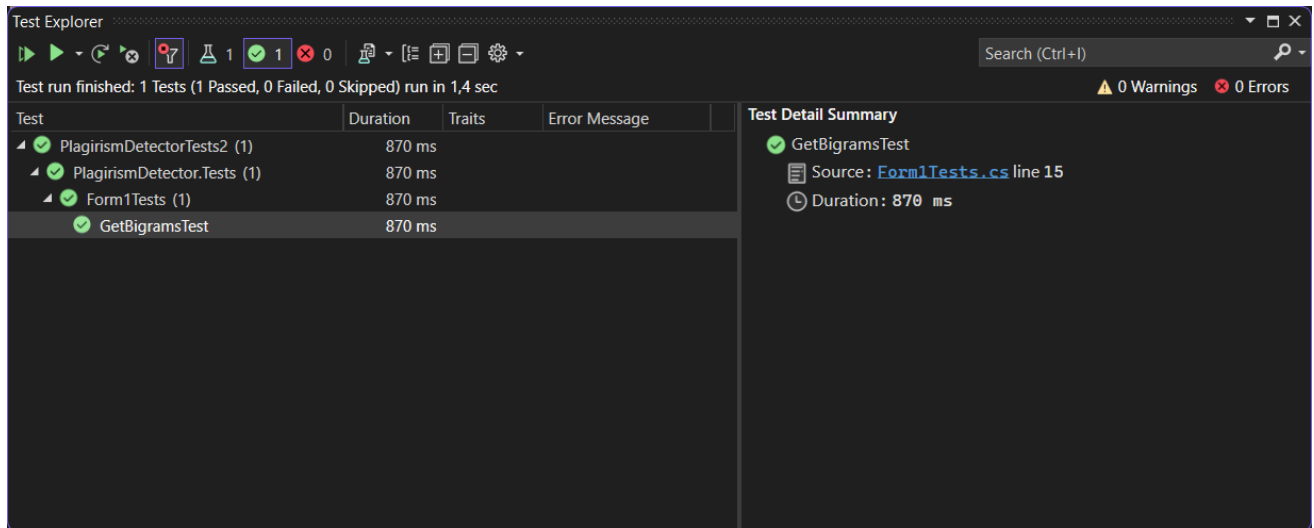 Test Explorer
1 1 0 Search (Ctrl+I)
Test run finished: 1 Tests (1 Passed, 0 Failed, 0 Skipped) run in 1,4 sec 0 Warnings 0 Errors
Test Duration Traits Error Message
PlagirismDetectorTests2 (1) 870 ms
PlagirismDetector.Tests (1) 870 ms
Form1Tests (1) 870 ms
GetBigramsTest 870 ms
Test Detail Summary
GetBigramsTest
Source: Form1Tests.cs line 15
Duration: 870 ms